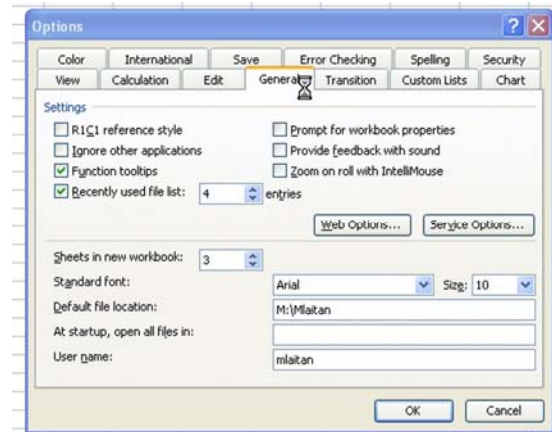 Options
Color International Save Error Checking Spelling Security
View Calculation Edit General Transition Custom Lists Chart
Settings
R1C1 reference style Prompt for workbook properties
Ignore other applications Provide feedback with sound
Function tooltips Zoom on roll with IntelliMouse
Recently used file list: 4 entries
Web Options... Service Options...
Sheets in new workbook: 3
Standard font: Arial Size: 10
Default file location: M:\Mlaitan
At startup, open all files in:
User name: mlaitan
OK Cancel